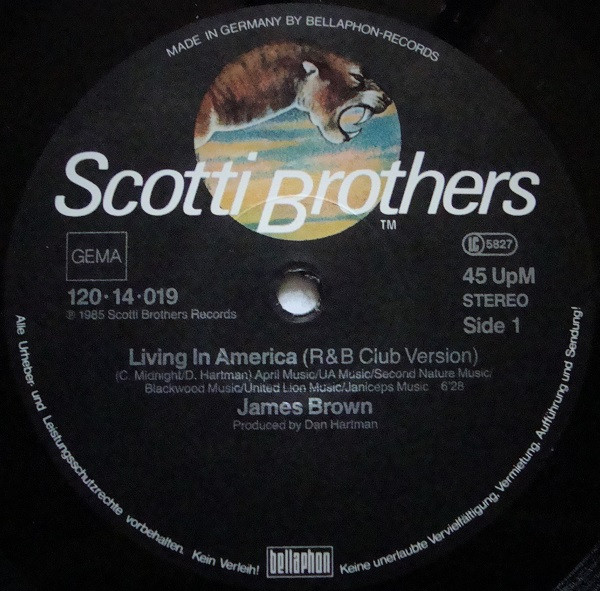 MADE IN GERMANY BY BELLAPHON-RECORDS
Scotti Brothers
TM
GEMA
LC 5827
120·14·019
45 UpM
℗ 1985 Scotti Brothers Records
STEREO
Side 1
Living In America (R&B Club Version)
(C. Midnight/D. Hartman) April Music/UA Music/Second Nature Music/
Blackwood Music/United Lion Music/Janiceps Music 6'28
James Brown
Produced by Dan Hartman
Alle Urheber- und Leistungsschutzrechte vorbehalten. Kein Verleih!
bellaphon
Keine unerlaubte Vervielfältigung, Vermietung, Aufführung und Sendung!